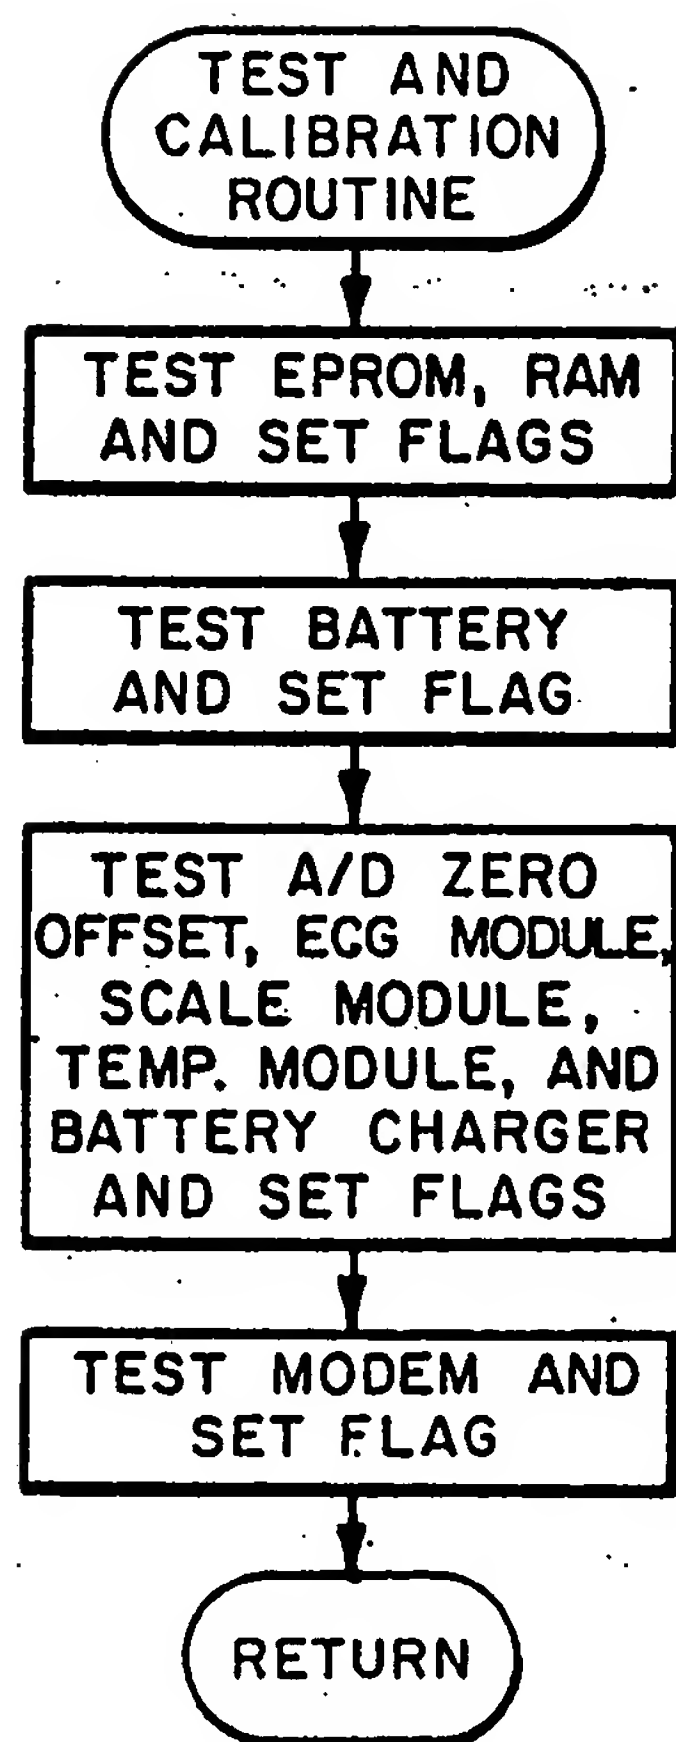 TEST AND
CALIBRATION
ROUTINE
TEST EPROM, RAM
AND SET FLAGS
TEST BATTERY
AND SET FLAG
TEST A/D ZERO
OFFSET, ECG MODULE,
SCALE MODULE,
TEMP. MODULE, AND
BATTERY CHARGER
AND SET FLAGS
TEST MODEM AND
SET FLAG
RETURN